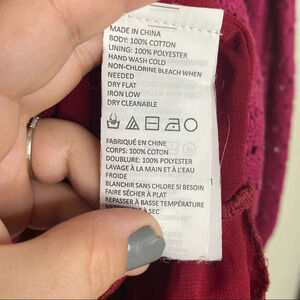 MADE IN CHINA
BODY: 100% COTTON
LINING: 100% POLYESTER
HAND WASH COLD
NON-CHLORINE BLEACH WHEN
NEEDED
DRY FLAT
IRON LOW
DRY CLEANABLE
FABRIQUÉ EN CHINE
CORPS: 100% COTON
DOUBLURE: 100% POLYESTER
LAVAGE À LA MAIN ET À L'EAU
FROIDE
BLANCHIR SANS CHLORE SI BESOIN
FAIRE SÉCHER À PLAT
REPASSER À BASSE TEMPÉRATURE
À SEC